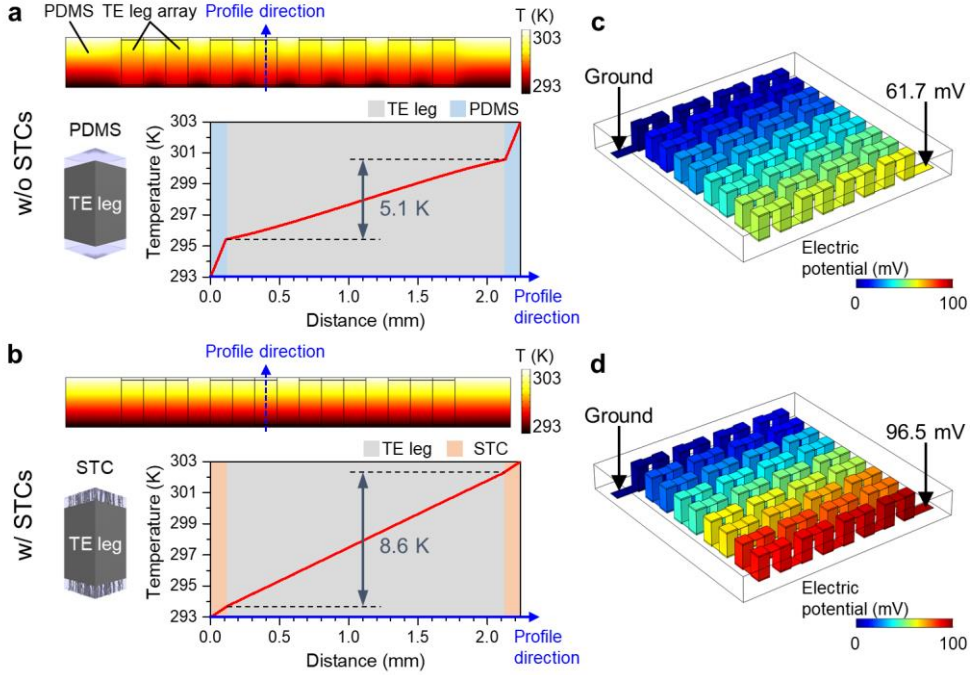 a
PDMS TE leg array
Profile direction
T (K)
303
293
w/o STCs
PDMS
TE leg
TE leg PDMS
Temperature (K)
303
301
299
297
295
293
5.1 K
0.0 0.5 1.0 1.5 2.0
Distance (mm)
Profile
direction
b
Profile direction
T (K)
303
293
w/ STCs
STC
TE leg
TE leg STC
Temperature (K)
303
301
299
297
295
293
8.6 K
0.0 0.5 1.0 1.5 2.0
Distance (mm)
Profile
direction
c
Ground
61.7 mV
Electric
potential (mV)
0 100
d
Ground
96.5 mV
Electric
potential (mV)
0 100